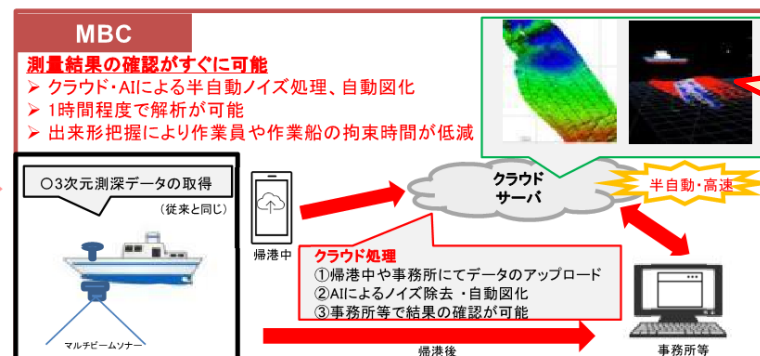 MBC
測量結果の確認がすぐに可能
➢ クラウド・AIによる半自動ノイズ処理、自動図化
➢ 1時間程度で解析が可能
➢ 出来形把握により作業員や作業船の拘束時間が低減
○3次元測深データの取得
(従来と同じ)
マルチビームソナー
帰港中
クラウド
サーバ
半自動・高速
クラウド処理
①帰港中や事務所にてデータのアップロード
②AIによるノイズ除去・自動図化
③事務所等で結果の確認が可能
帰港後
事務所等